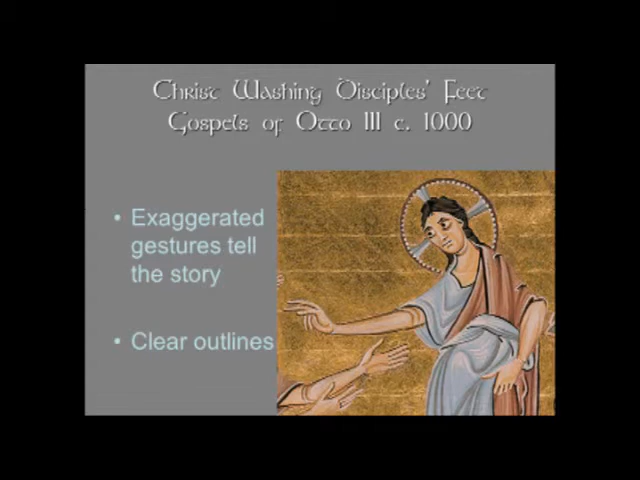 Christ Washing Disciples' Feet
Gospels of Otto III c. 1000
• Exaggerated
gestures tell
the story
• Clear outlines